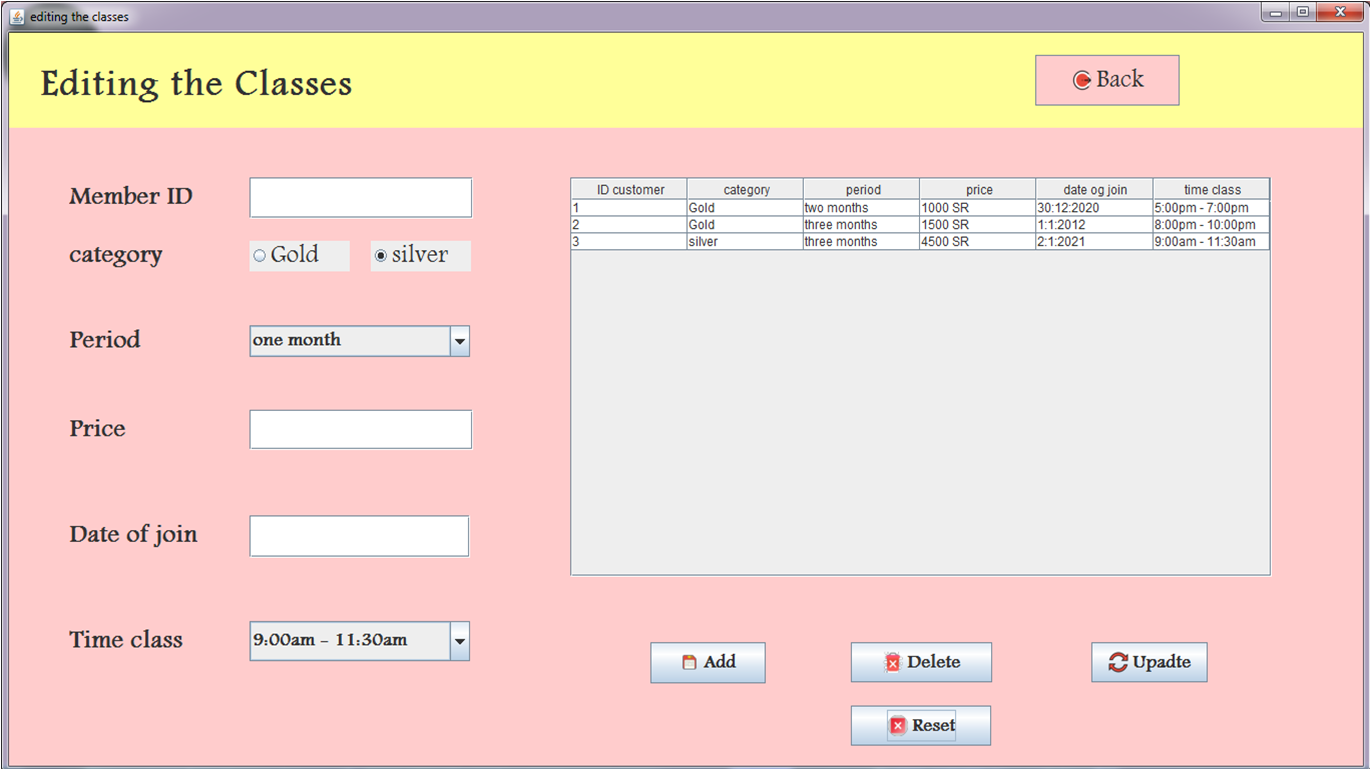 editing the classes
Editing the Classes
Back
Member ID
category
Gold
silver
Period
one month
Price
Date of join
Time class
9:00am - 11:30am
ID customer category period price date og join time class
1 Gold two months 1000 SR 30:12:2020 5:00pm - 7:00pm
2 Gold three months 1500 SR 1:1:2012 8:00pm - 10:00pm
3 silver three months 4500 SR 2:1:2021 9:00am - 11:30am
Add
Delete
Upadte
Reset